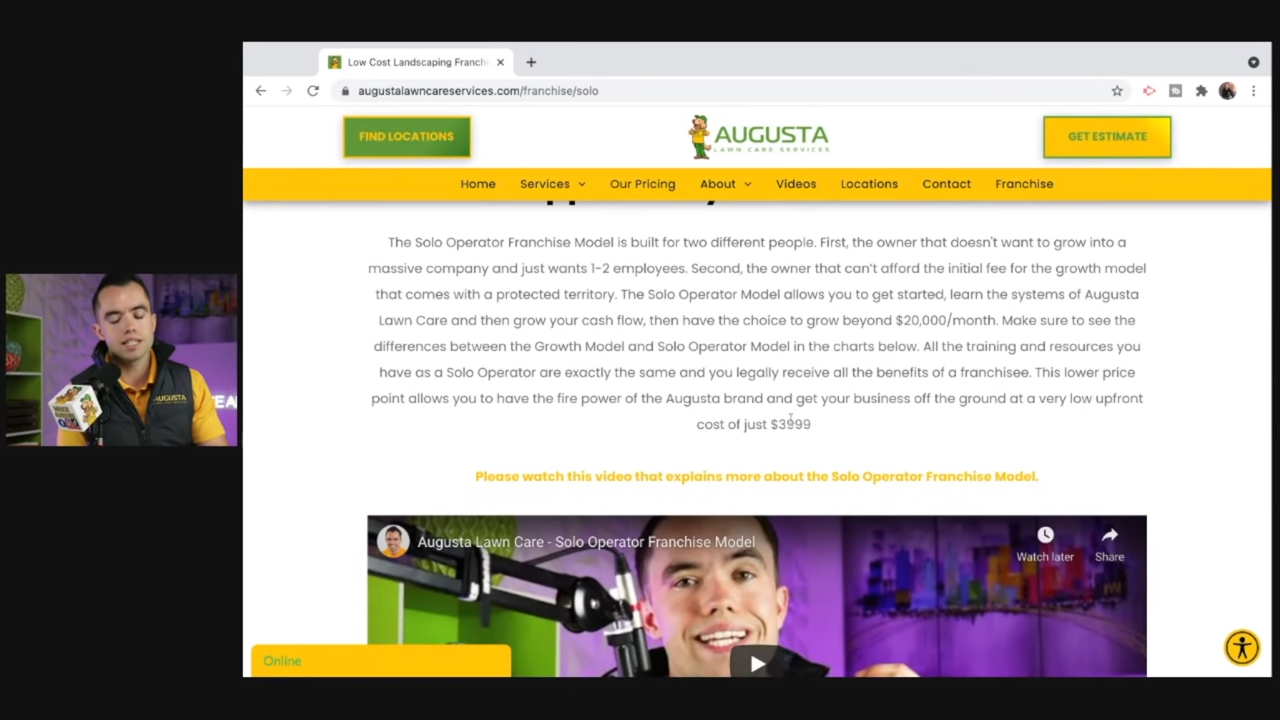 Low Cost Landscaping Franchi
augustalawncareservices.com/franchise/solo
FIND LOCATIONS
AUGUSTA
LAWN CARE SERVICES
GET ESTIMATE
Home Services Our Pricing About Videos Locations Contact Franchise
The Solo Operator Franchise Model is built for two different people. First, the owner that doesn't want to grow into a
massive company and just wants 1-2 employees. Second, the owner that can't afford the initial fee for the growth model
that comes with a protected territory. The Solo Operator Model allows you to get started, learn the systems of Augusta
Lawn Care and then grow your cash flow, then have the choice to grow beyond $20,000/month. Make sure to see the
differences between the Growth Model and Solo Operator Model in the charts below. All the training and resources you
have as a Solo Operator are exactly the same and you legally receive all the benefits of a franchisee. This lower price
point allows you to have the fire power of the Augusta brand and get your business off the ground at a very low upfront
cost of just $3999
Please watch this video that explains more about the Solo Operator Franchise Model.
Augusta Lawn Care - Solo Operator Franchise Model
Watch later
Share
Online
AUGUSTA